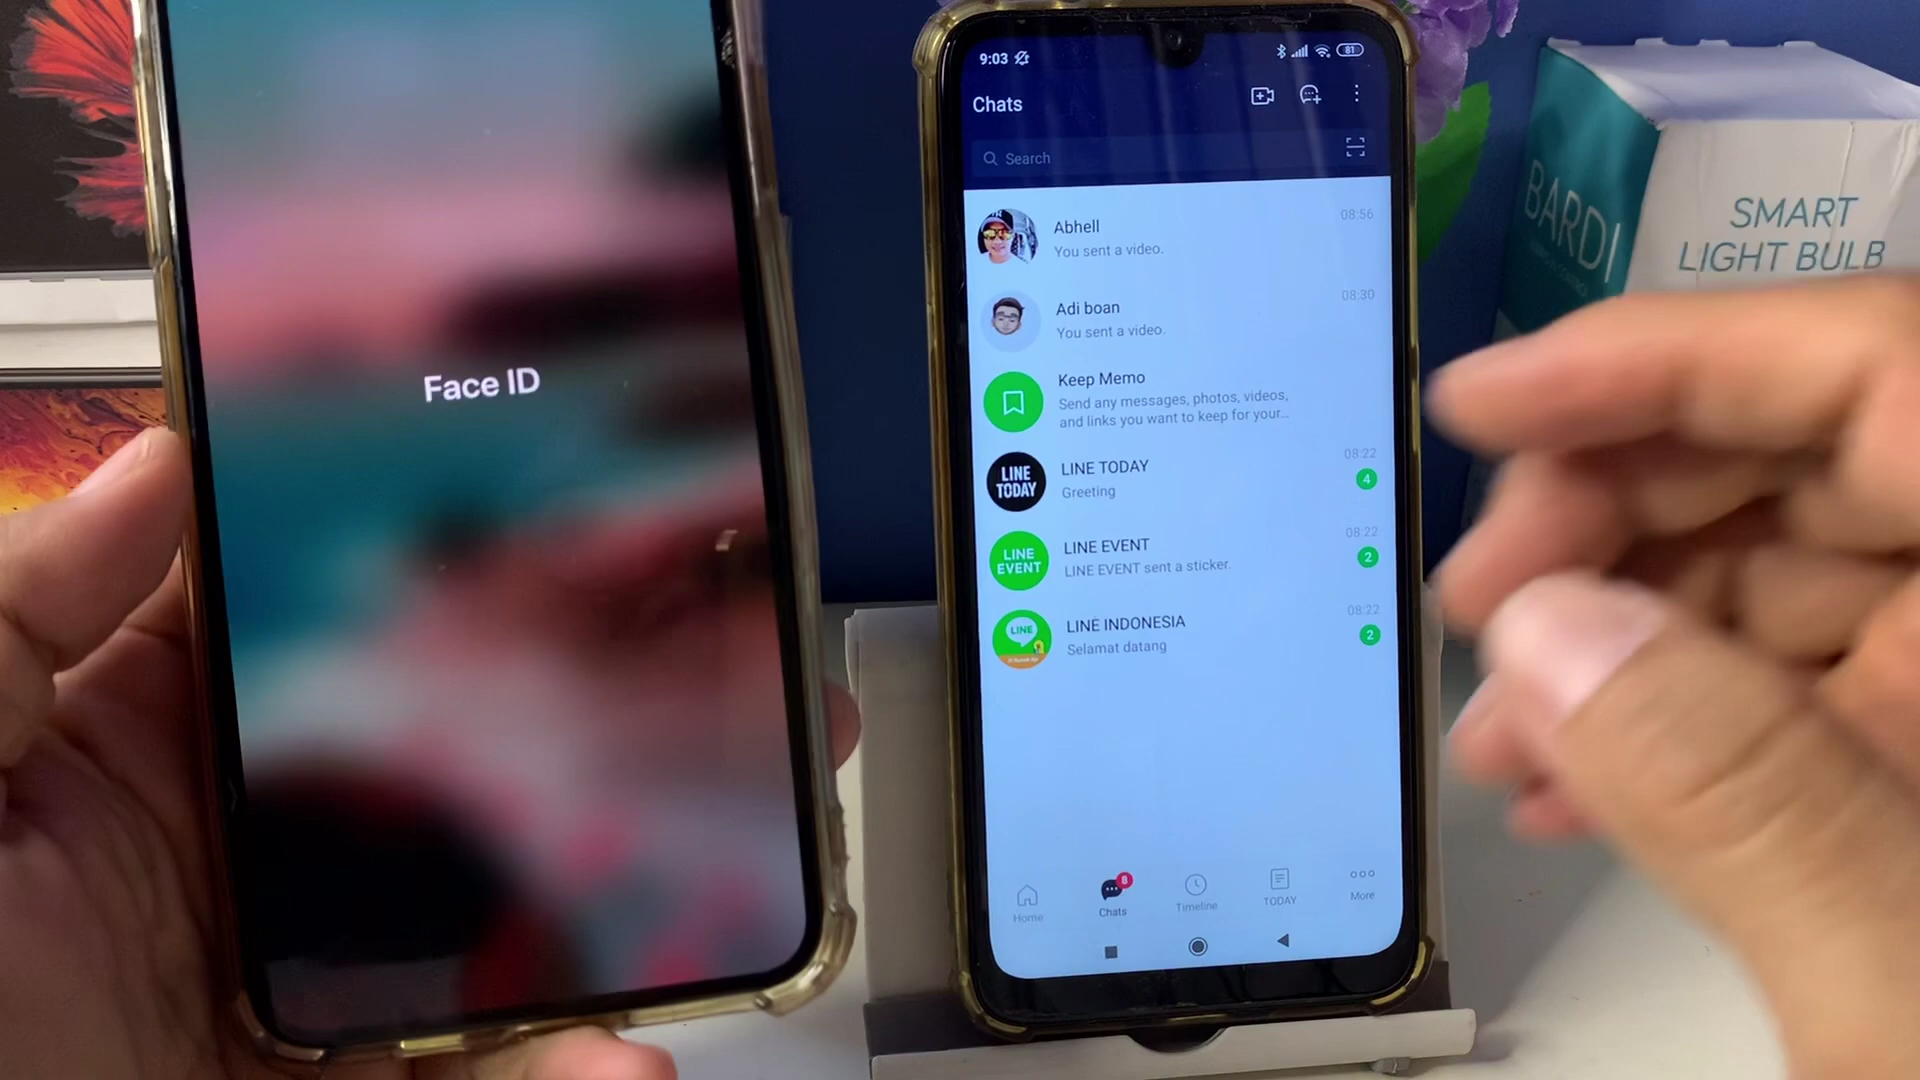 Face ID
9:03
81
Chats
Search
Abhell
08:56
You sent a video.
Adi boan
08:30
You sent a video.
Keep Memo
Send any messages, photos, videos,
and links you want to keep for your...
LINE TODAY
LINE TODAY
08:22
Greeting
4
LINE EVENT
LINE EVENT
08:22
LINE EVENT sent a sticker.
2
LINE
LINE INDONESIA
08:22
Selamat datang
2
8
Home
Chats
Timeline
TODAY
More
BARDI
SMART
LIGHT BULB